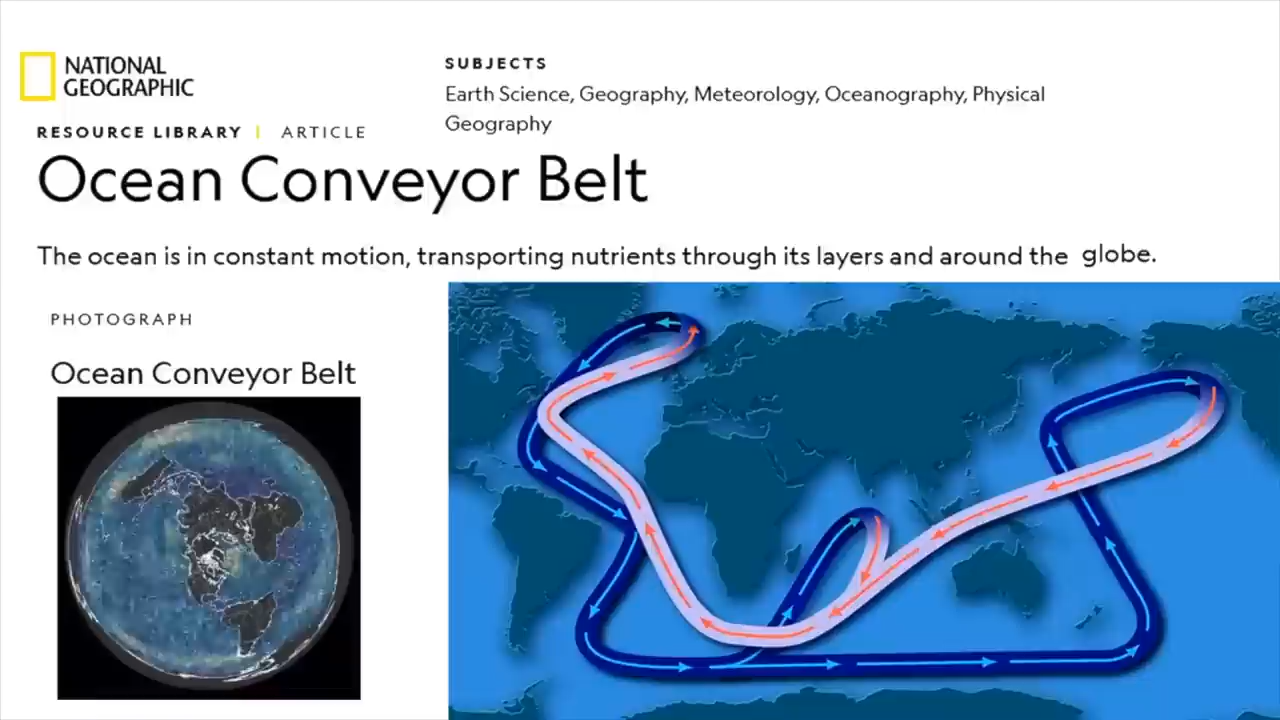 NATIONAL
GEOGRAPHIC
SUBJECTS
Earth Science, Geography, Meteorology, Oceanography, Physical
Geography
RESOURCE LIBRARY | ARTICLE
Ocean Conveyor Belt
The ocean is in constant motion, transporting nutrients through its layers and around the globe.
PHOTOGRAPH
Ocean Conveyor Belt